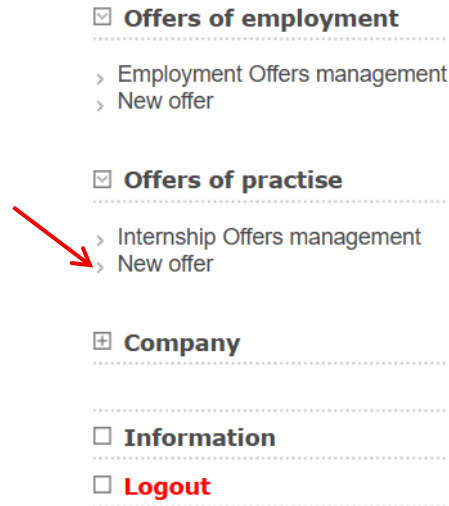 Offers of employment
Employment Offers management
New offer
Offers of practise
Internship Offers management
New offer
Company
Information
Logout